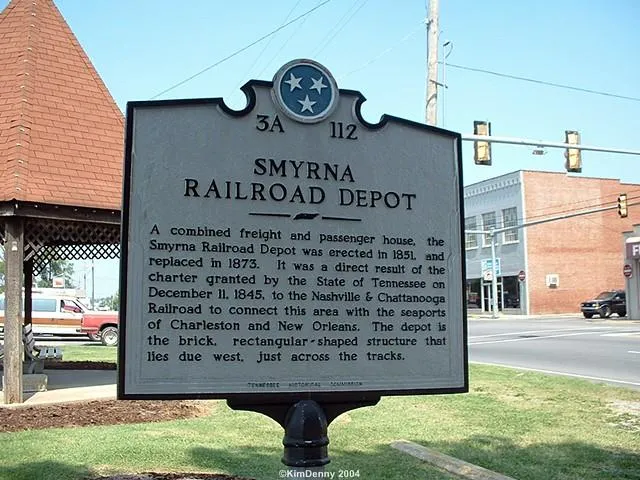 3A 112
SMYRNA
RAILROAD DEPOT
A combined freight and passenger house, the
Smyrna Railroad Depot was erected in 1851, and
replaced in 1873. It was a direct result of the
charter granted by the State of Tennessee on
December 11, 1845, to the Nashville & Chattanooga
Railroad to connect this area with the seaports
of Charleston and New Orleans. The depot is
the brick, rectangular-shaped structure that
lies due west, just across the tracks.
TENNESSEE HISTORICAL COMMISSION
©KimDenny 2004